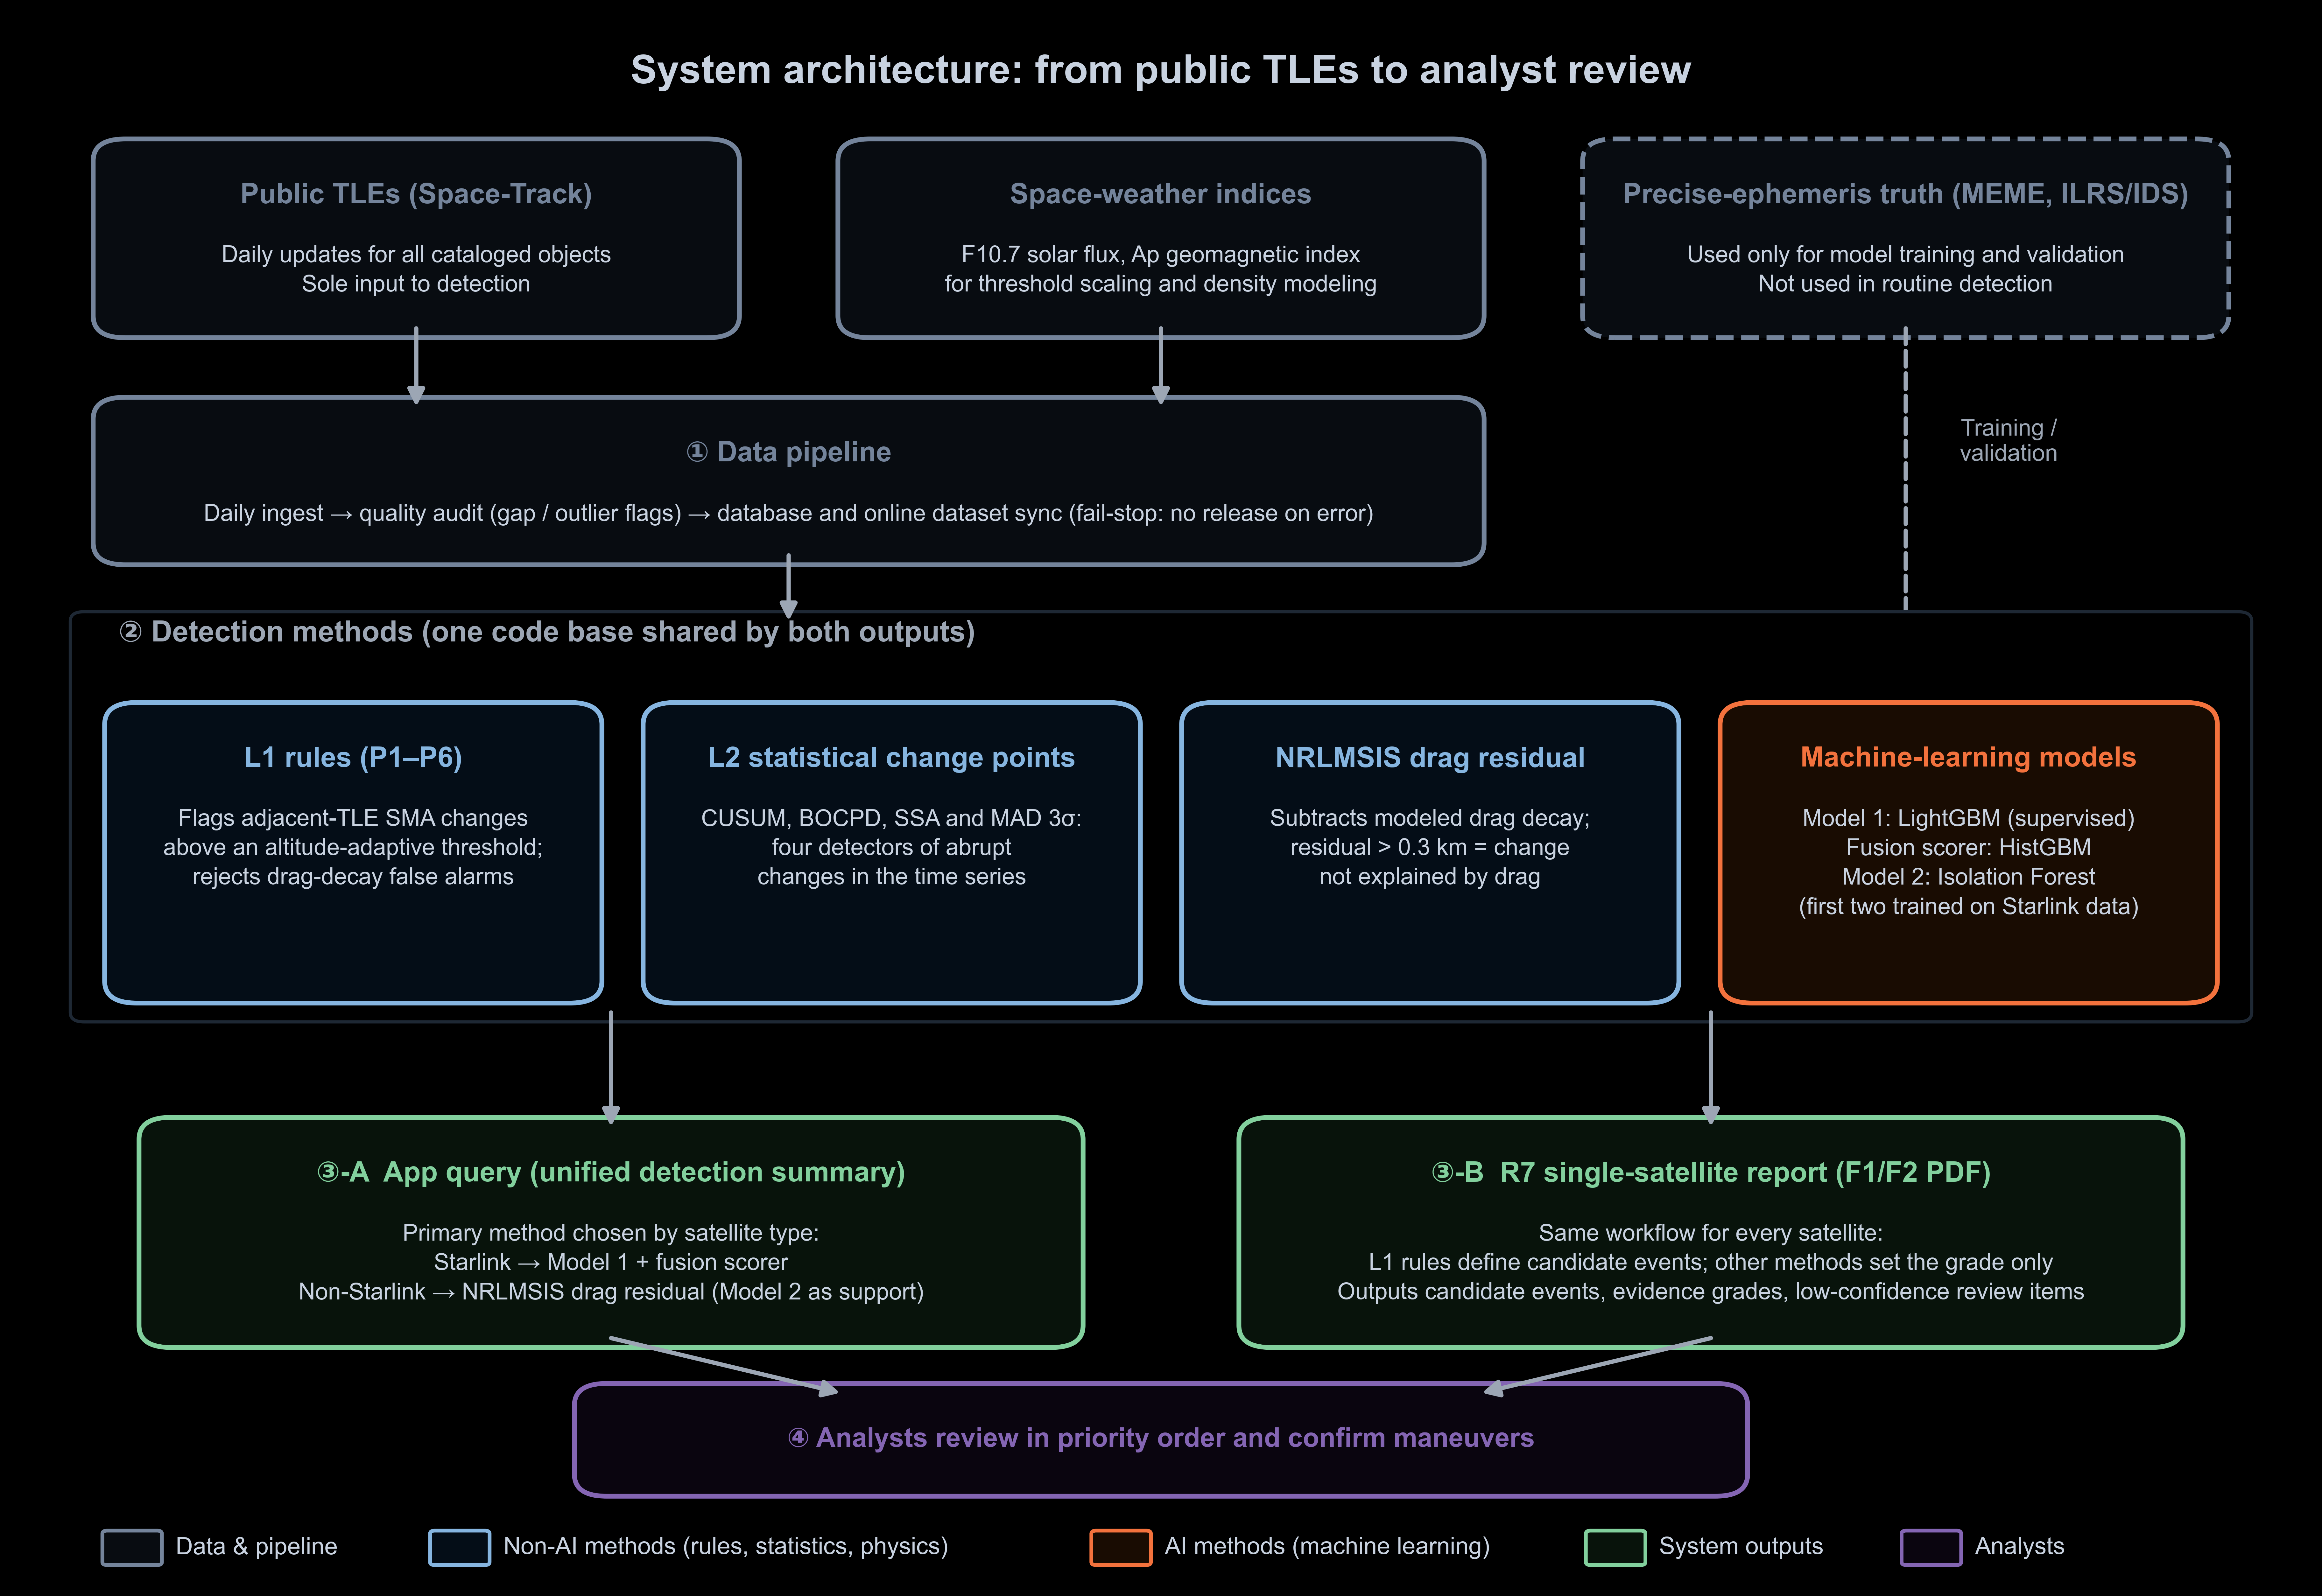 System architecture: from public TLEs to analyst review
Public TLEs (Space-Track)
Daily updates for all cataloged objects
Sole input to detection
Space-weather indices
F10.7 solar flux, Ap geomagnetic index
for threshold scaling and density modeling
Precise-ephemeris truth (MEME, ILRS/IDS)
Used only for model training and validation
Not used in routine detection
Training /
validation
① Data pipeline
Daily ingest → quality audit (gap / outlier flags) → database and online dataset sync (fail-stop: no release on error)
② Detection methods (one code base shared by both outputs)
L1 rules (P1–P6)
Flags adjacent-TLE SMA changes
above an altitude-adaptive threshold;
rejects drag-decay false alarms
L2 statistical change points
CUSUM, BOCPD, SSA and MAD 3σ:
four detectors of abrupt
changes in the time series
NRLMSIS drag residual
Subtracts modeled drag decay;
residual > 0.3 km = change
not explained by drag
Machine-learning models
Model 1: LightGBM (supervised)
Fusion scorer: HistGBM
Model 2: Isolation Forest
(first two trained on Starlink data)
③-A  App query (unified detection summary)
Primary method chosen by satellite type:
Starlink → Model 1 + fusion scorer
Non-Starlink → NRLMSIS drag residual (Model 2 as support)
③-B  R7 single-satellite report (F1/F2 PDF)
Same workflow for every satellite:
L1 rules define candidate events; other methods set the grade only
Outputs candidate events, evidence grades, low-confidence review items
④ Analysts review in priority order and confirm maneuvers
Data & pipeline
Non-AI methods (rules, statistics, physics)
AI methods (machine learning)
System outputs
Analysts